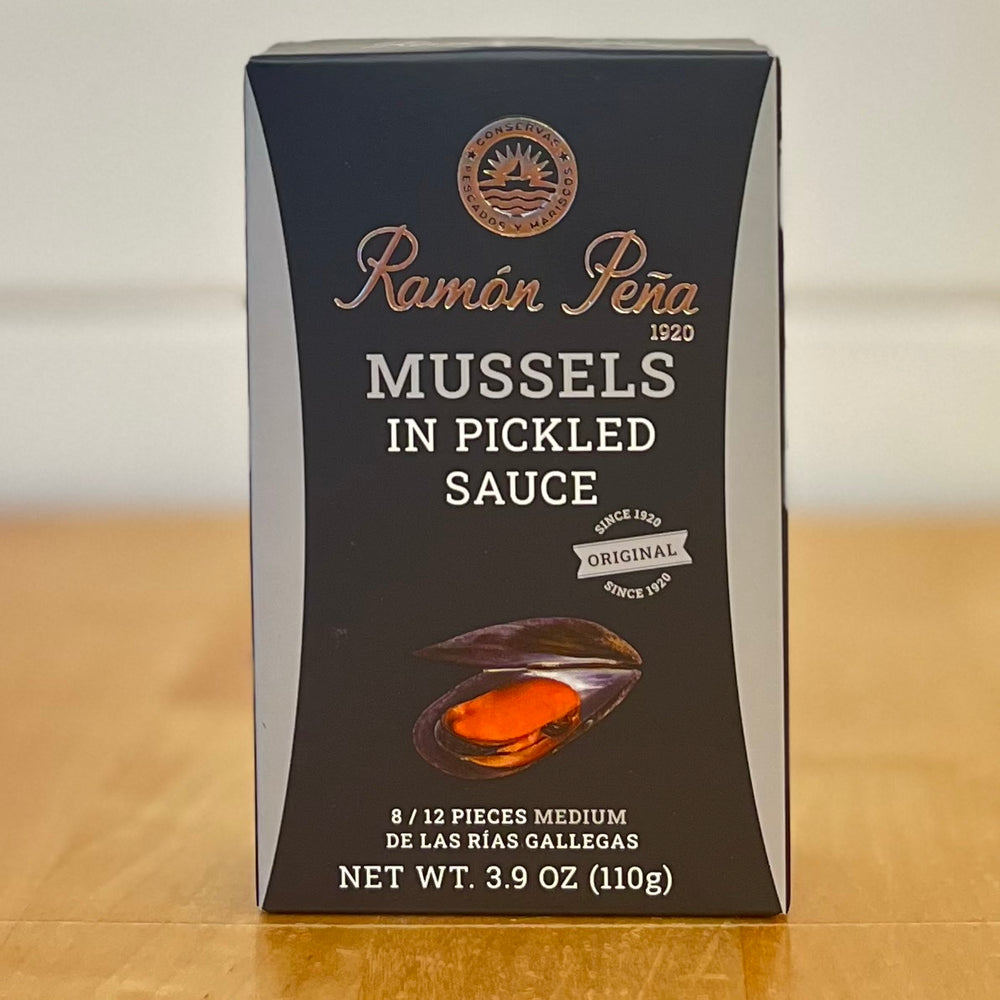 CONSERVAS
PESCADOS Y MARISCOS
Ramón Peña
1920
MUSSELS
IN PICKLED
SAUCE
SINCE 1920
ORIGINAL
SINCE 1920
8 / 12 PIECES MEDIUM
DE LAS RÍAS GALLEGAS
NET WT. 3.9 OZ (110g)